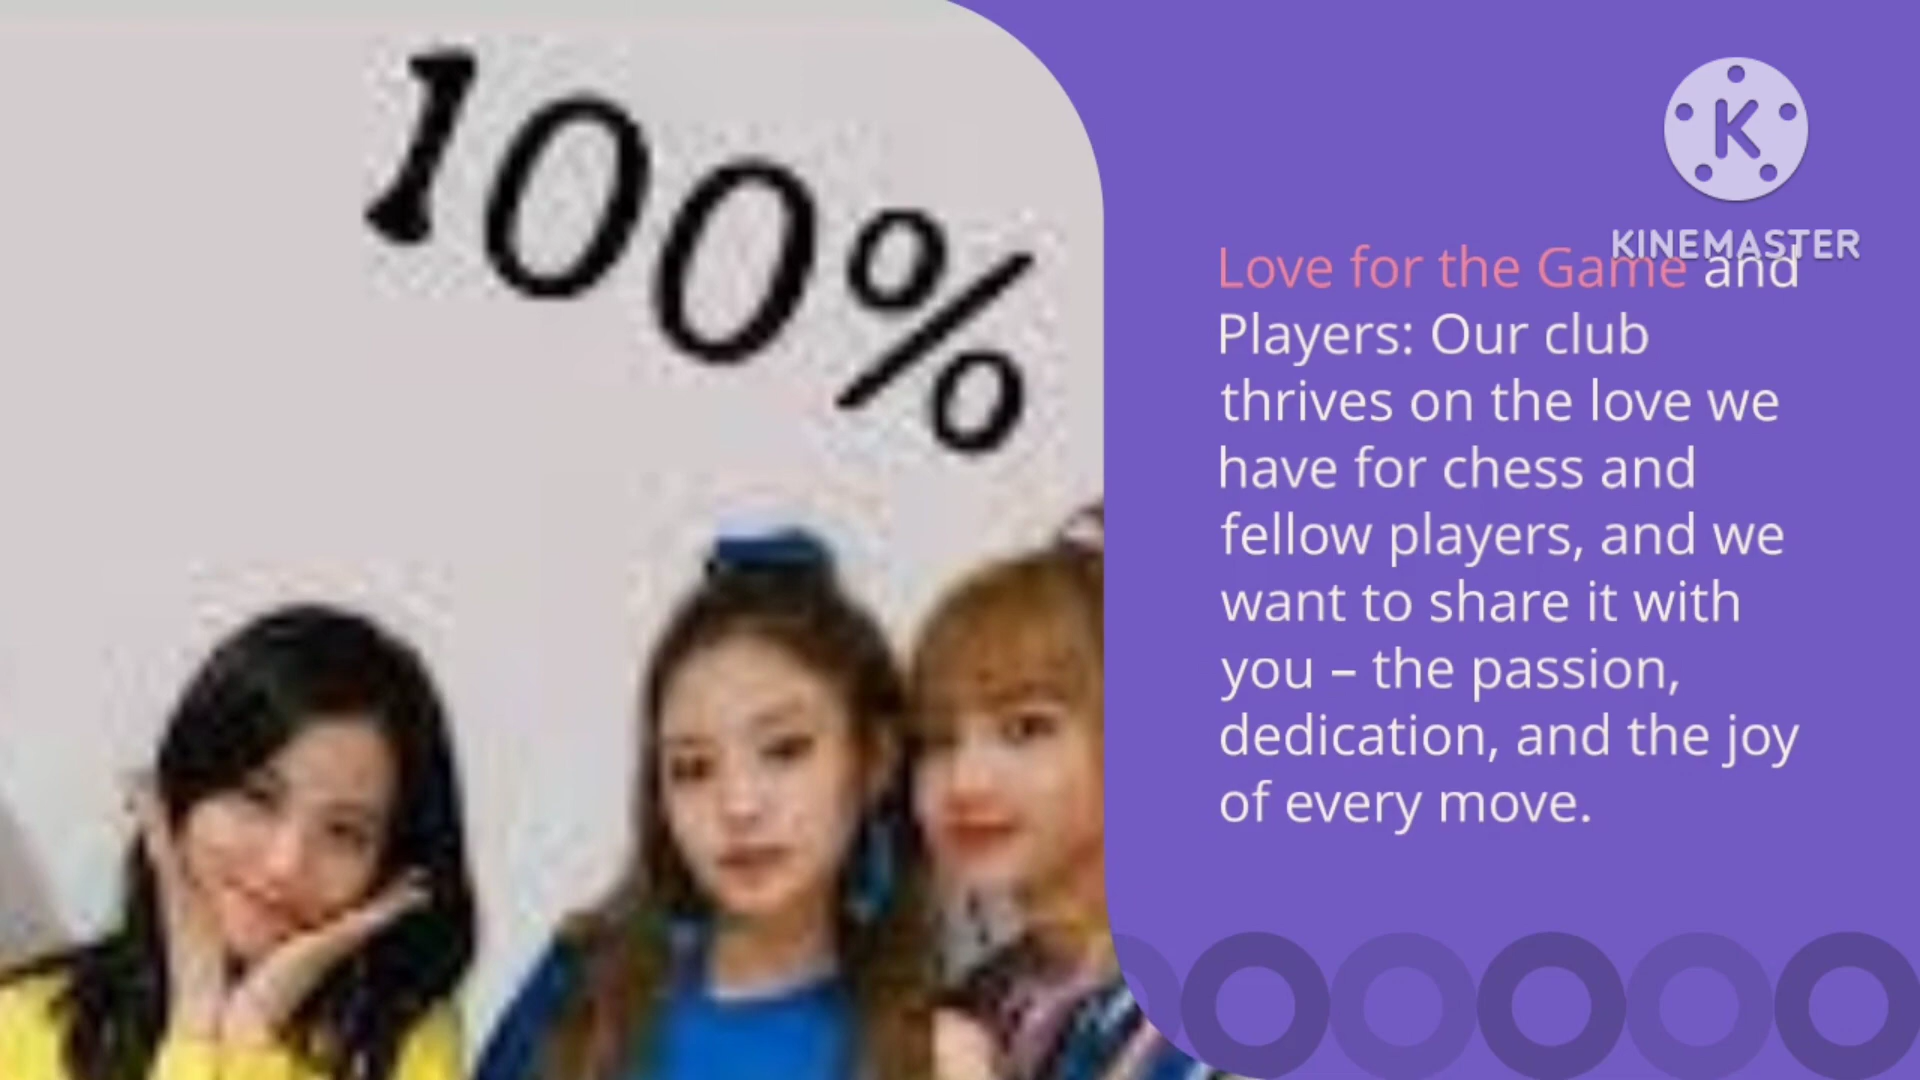 100%
K
KINEMASTER
Love for the Game and
Players: Our club
thrives on the love we
have for chess and
fellow players, and we
want to share it with
you – the passion,
dedication, and the joy
of every move.